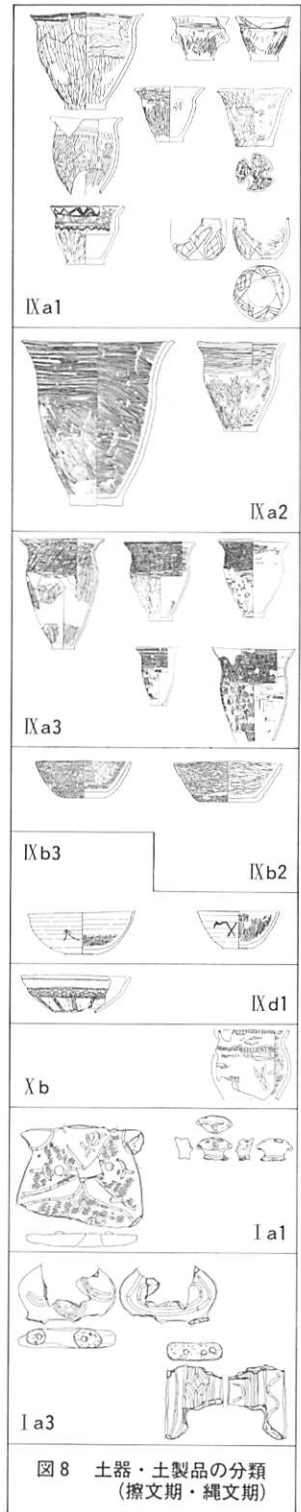 Ⅸa1
Ⅸa2
Ⅸa3
Ⅸb3
Ⅸb2
Ⅸd1
Ⅹb
Ⅰa1
Ⅰa3
図8 土器・土製品の分類
(擦文期・縄文期)